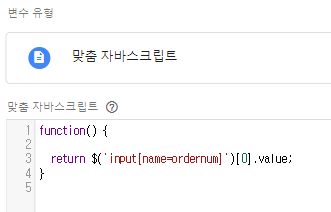 변수 유형
맞춤 자바스크립트
맞춤 자바스크립트 ?
1 function() {
2
3 return $('input[name=ordernum]')[0].value;
4 }
5